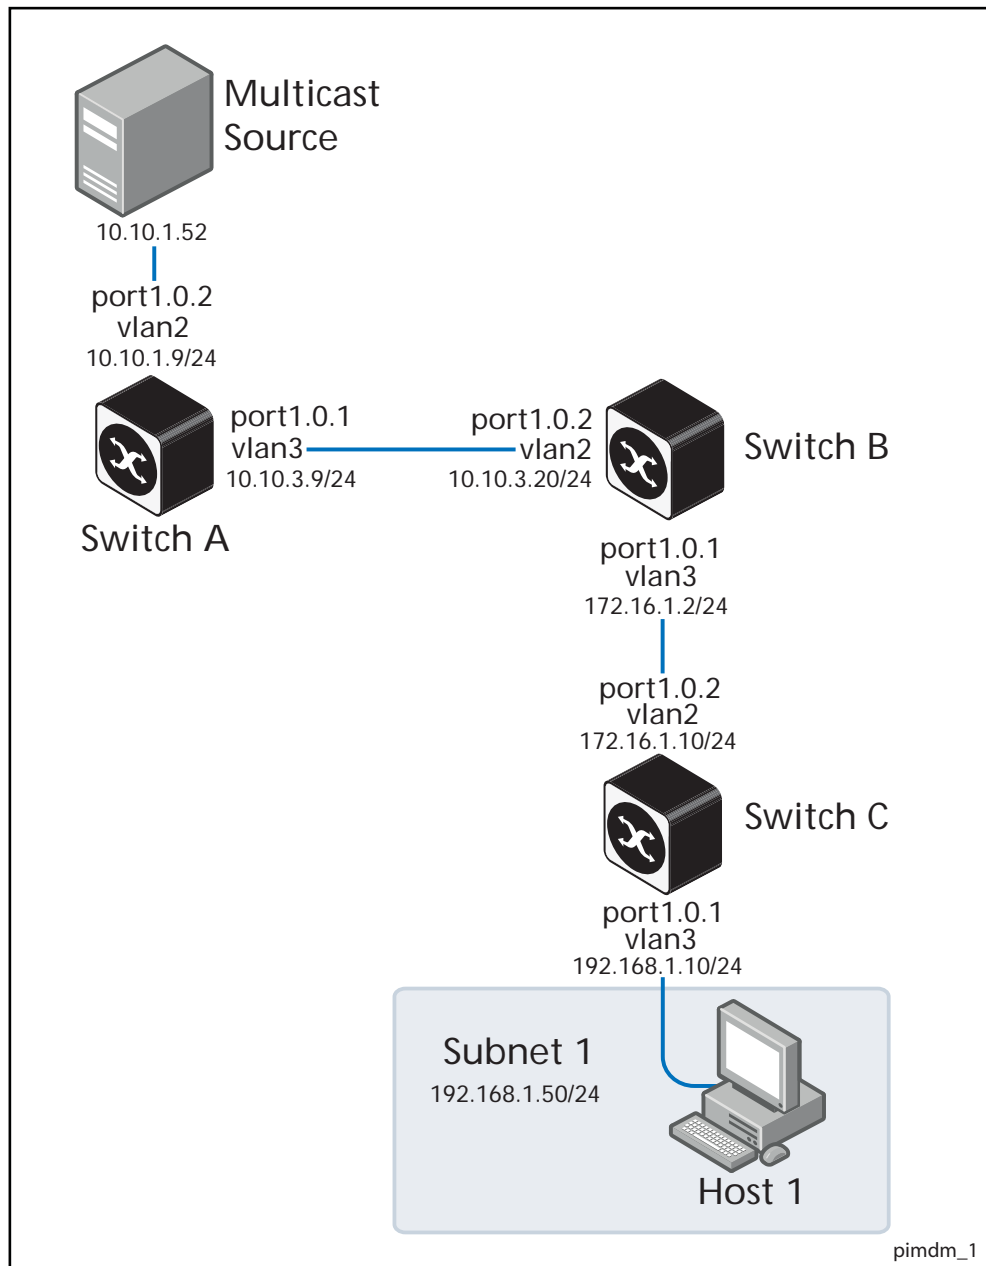 Multicast
Source
10.10.1.52
port1.0.2
vlan2
10.10.1.9/24
port1.0.1
vlan3
10.10.3.9/24
Switch A
port1.0.2
vlan2
10.10.3.20/24
Switch B
port1.0.1
vlan3
172.16.1.2/24
port1.0.2
vlan2
172.16.1.10/24
Switch C
port1.0.1
vlan3
192.168.1.10/24
Subnet 1
192.168.1.50/24
Host 1
pimdm_1